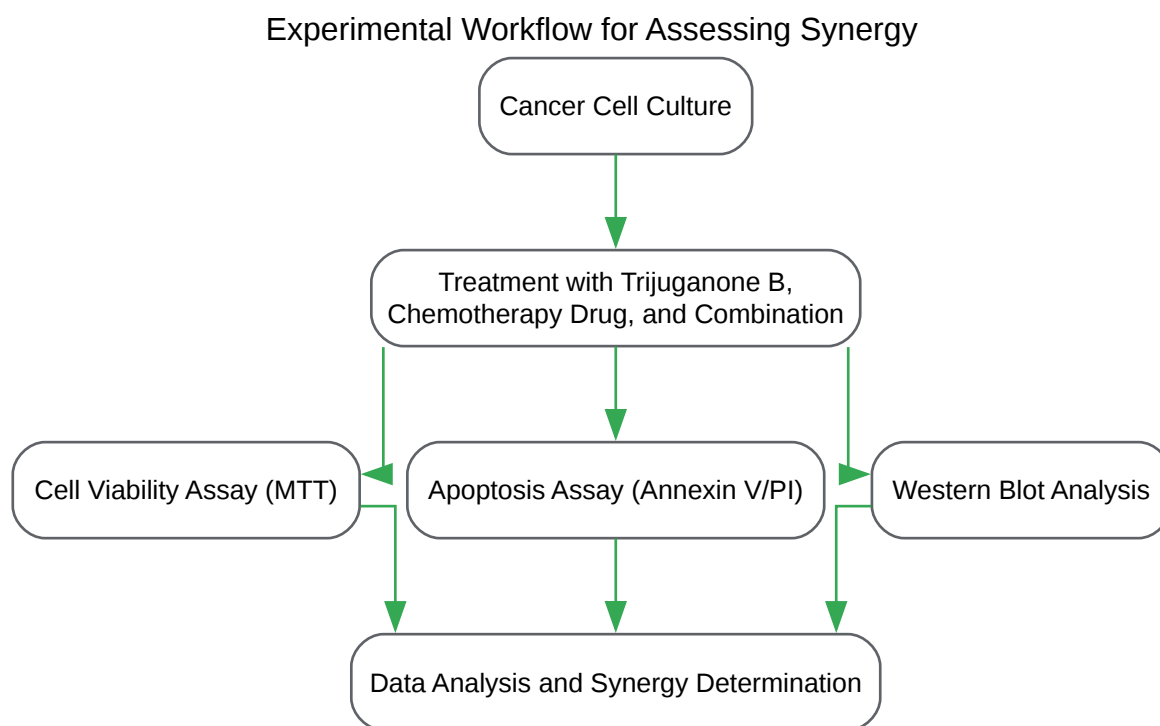 Experimental Workflow for Assessing Synergy
Cancer Cell Culture
Treatment with Trijuganone B,
Chemotherapy Drug, and Combination
Cell Viability Assay (MTT)
Apoptosis Assay (Annexin V/PI)
Western Blot Analysis
Data Analysis and Synergy Determination